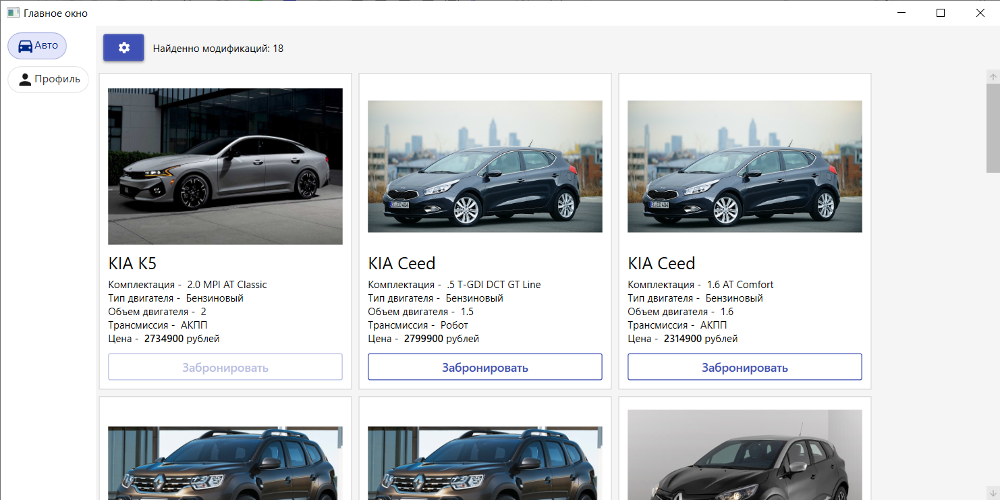 Главное окно
Авто
Профиль
Найденно модификаций: 18
KIA K5
Комплектация - 2.0 MPI AT Classic
Тип двигателя - Бензиновый
Объем двигателя - 2
Трансмиссия - АКПП
Цена - 2734900 рублей
Забронировать
KIA Ceed
Комплектация - .5 T-GDI DCT GT Line
Тип двигателя - Бензиновый
Объем двигателя - 1.5
Трансмиссия - Робот
Цена - 2799900 рублей
Забронировать
KIA Ceed
Комплектация - 1.6 AT Comfort
Тип двигателя - Бензиновый
Объем двигателя - 1.6
Трансмиссия - АКПП
Цена - 2314900 рублей
Забронировать